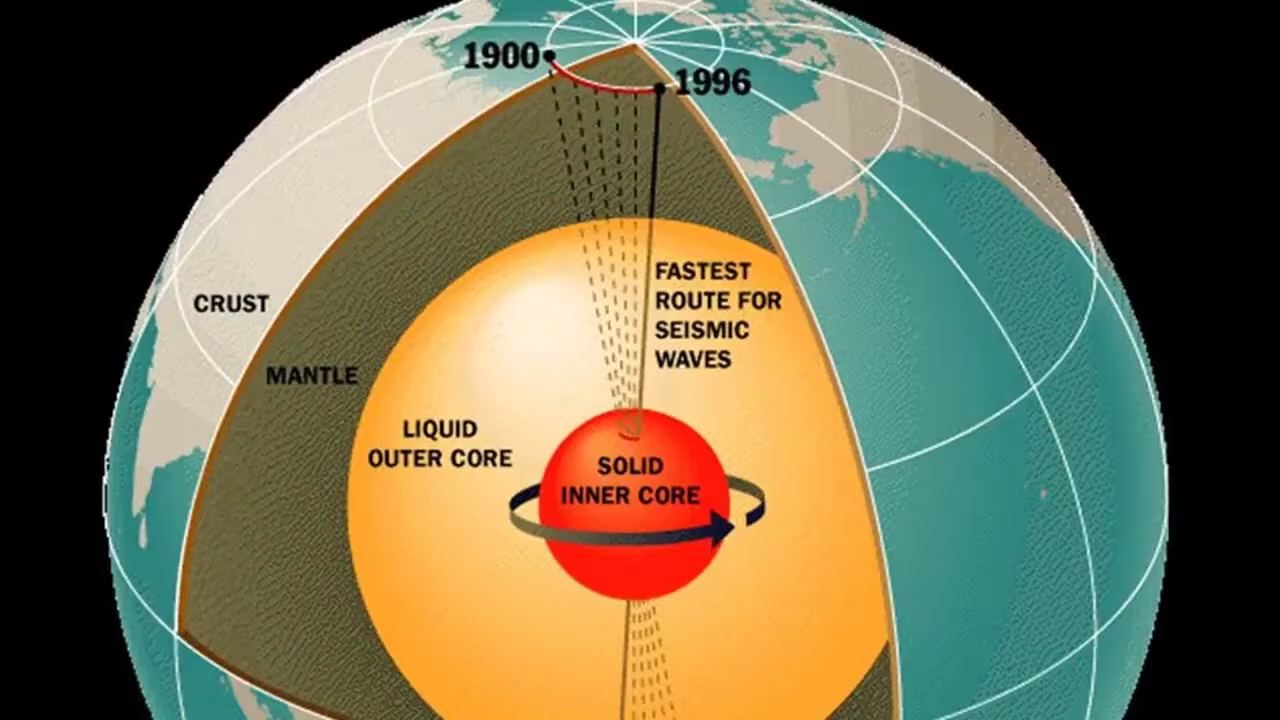 1900
1996
FASTEST
ROUTE FOR
SEISMIC
WAVES
CRUST
MANTLE
LIQUID
OUTER CORE
SOLID
INNER CORE